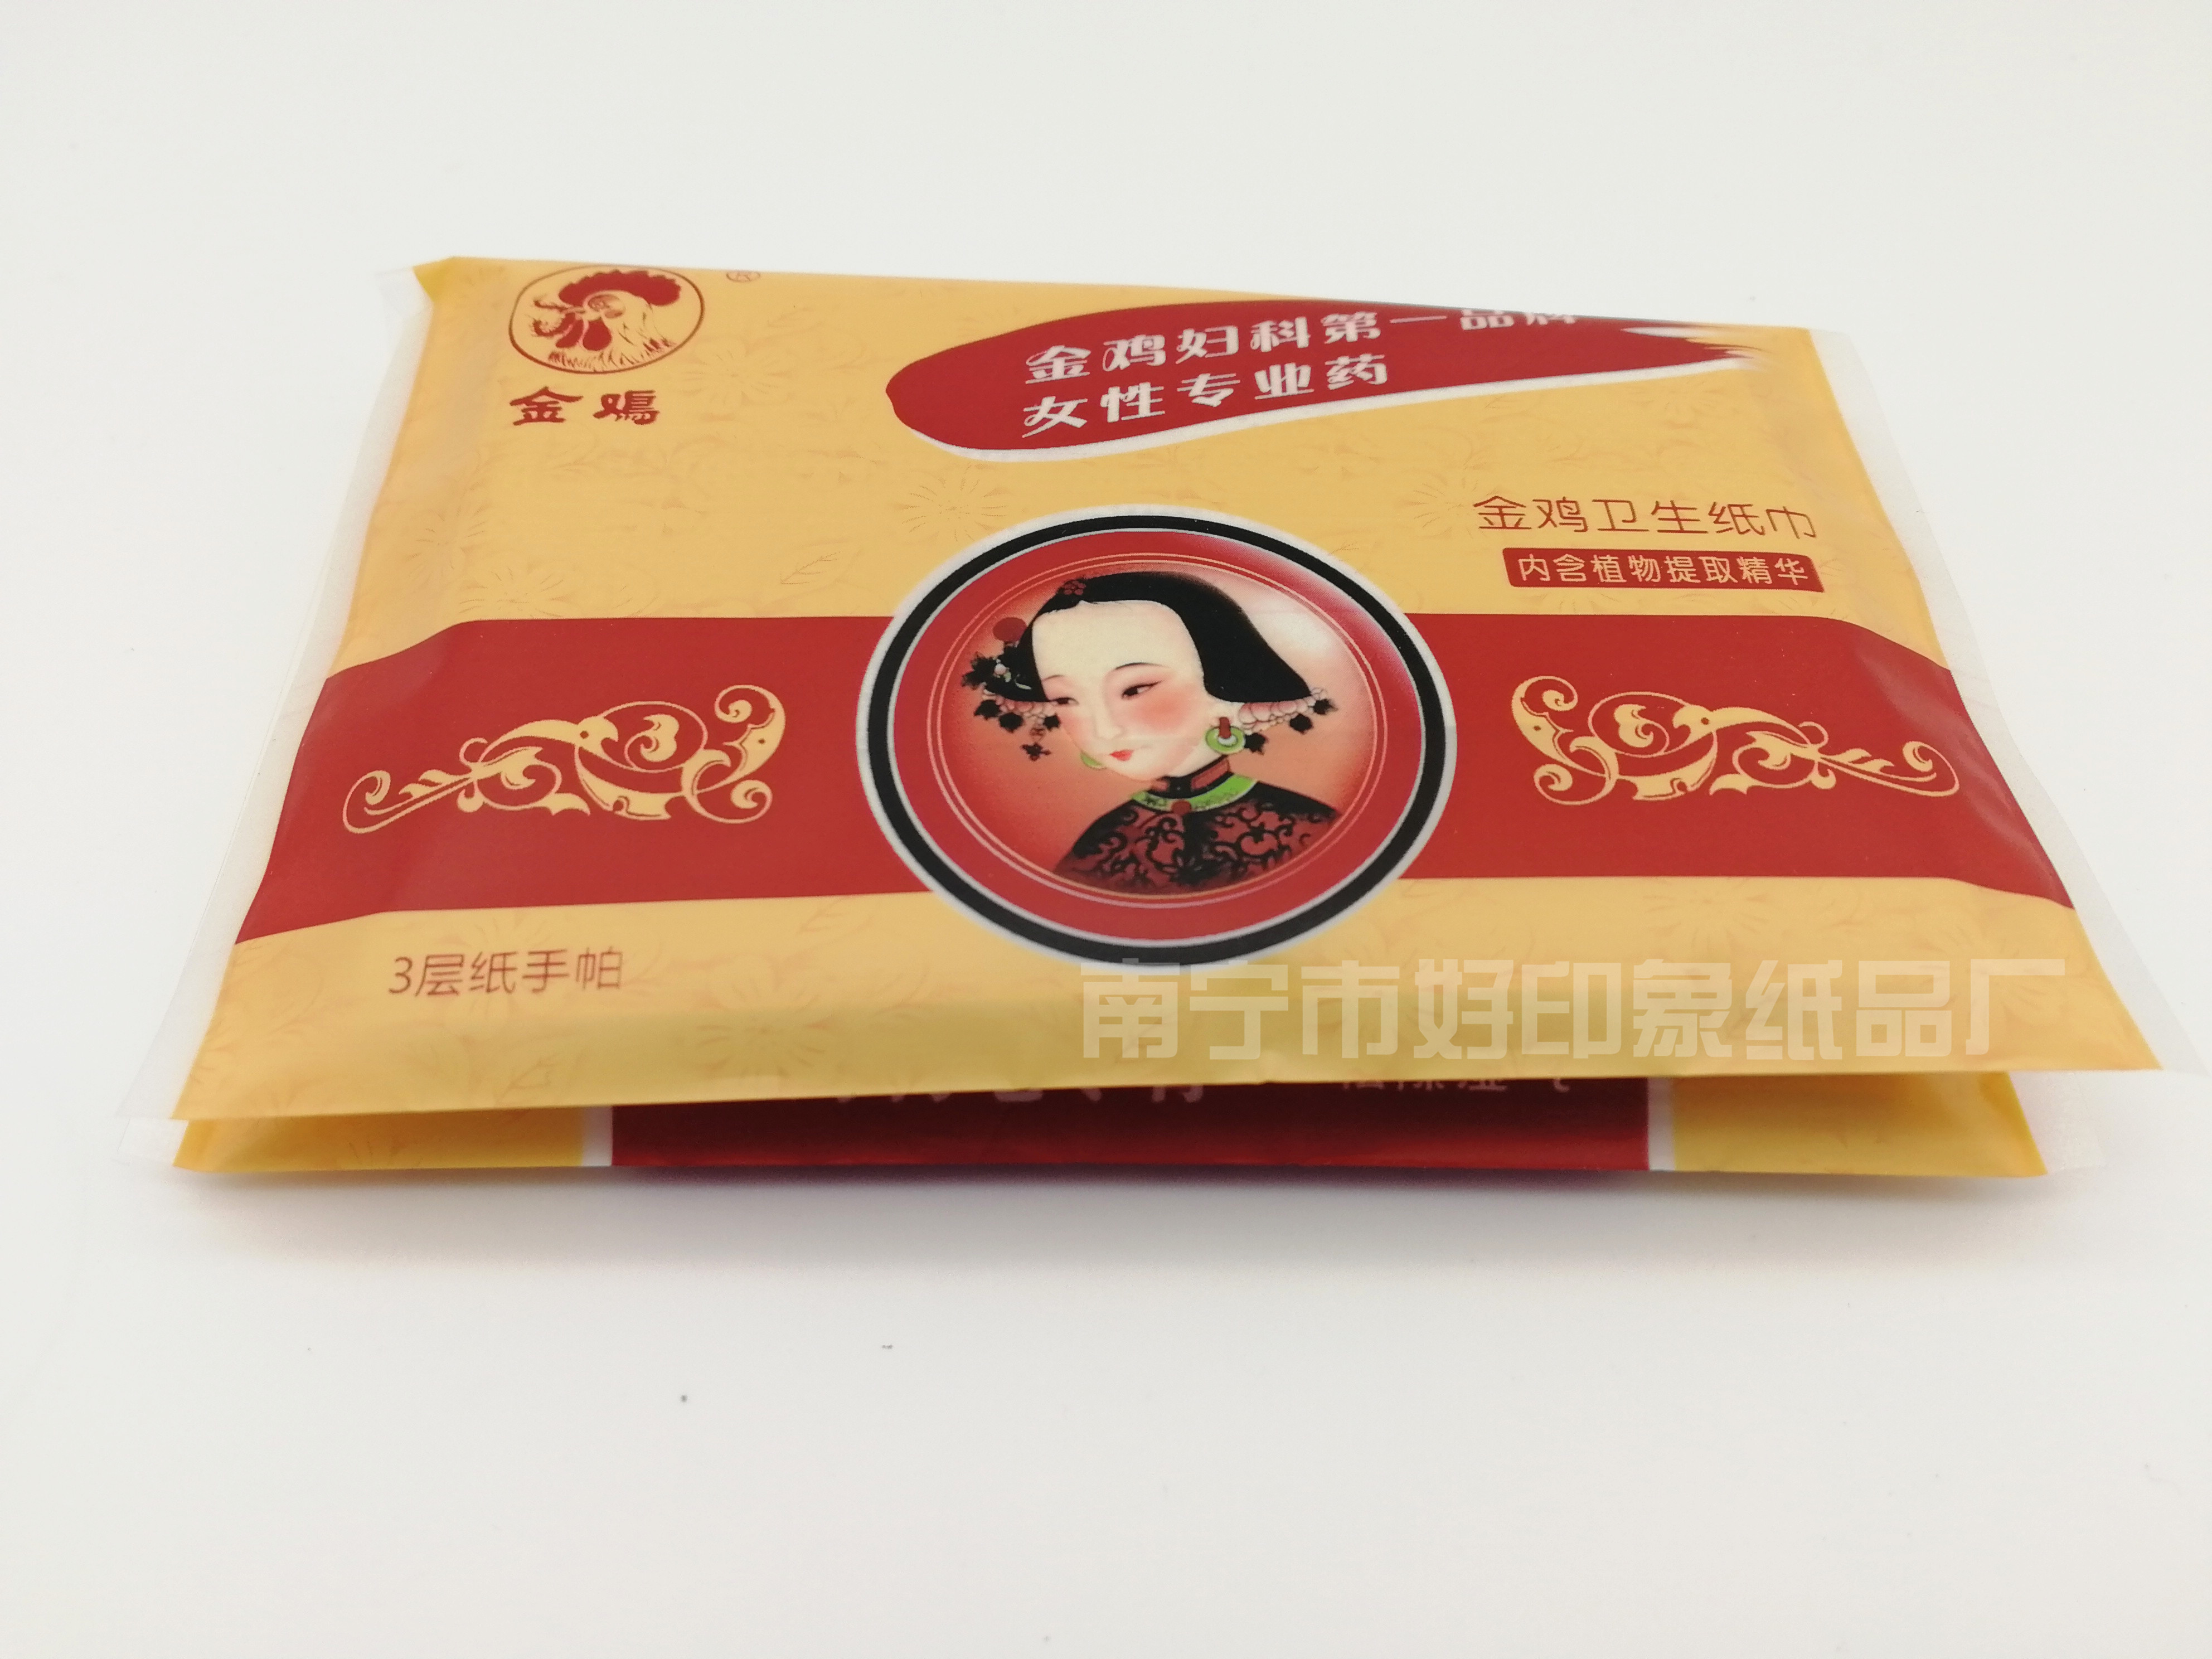 ®
金鸡
金鸡妇科第一品牌
女性专业药
金鸡卫生纸巾
内含植物提取精华
3层纸手帕
南宁市好印象纸品厂